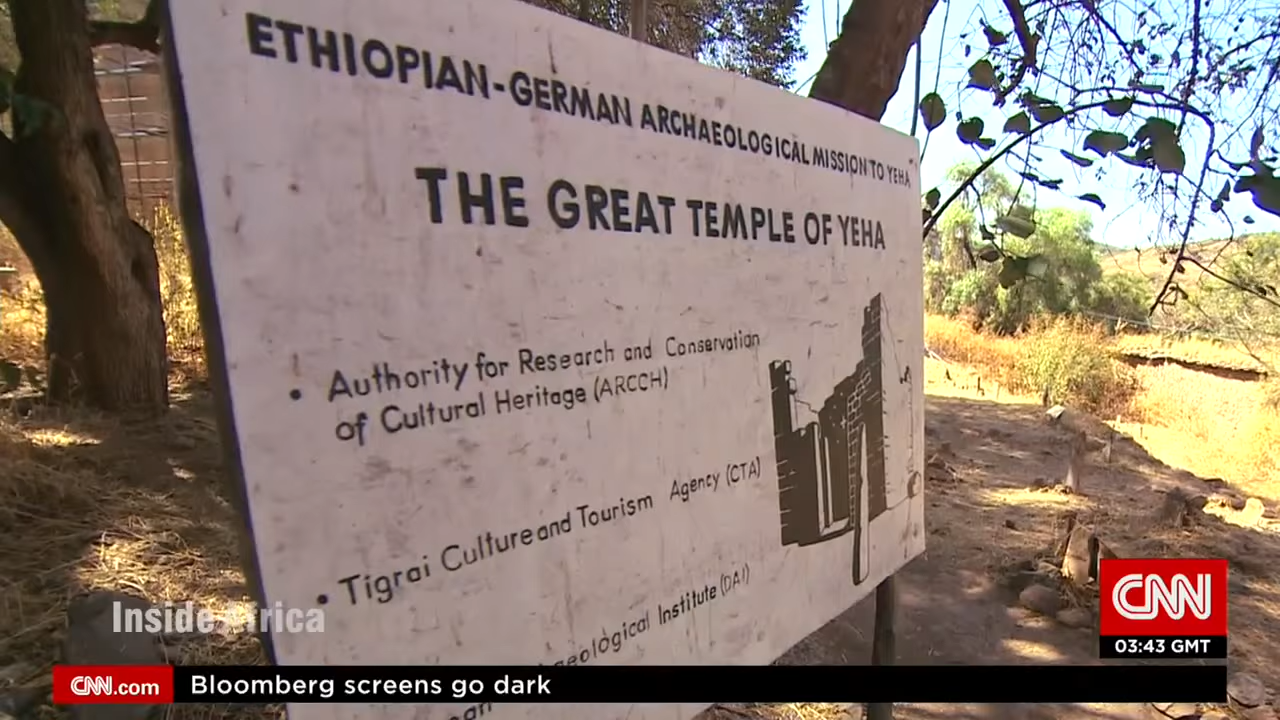 ETHIOPIAN-GERMAN ARCHAEOLOGICAL MISSION TO YEHA
THE GREAT TEMPLE OF YEHA
• Authority for Research and Conservation
of Cultural Heritage (ARCCH)
• Tigrai Culture and Tourism Agency (CTA)
Institute (DAI)
Inside Africa
CNN
03:43 GMT
CNN.com
Bloomberg screens go dark